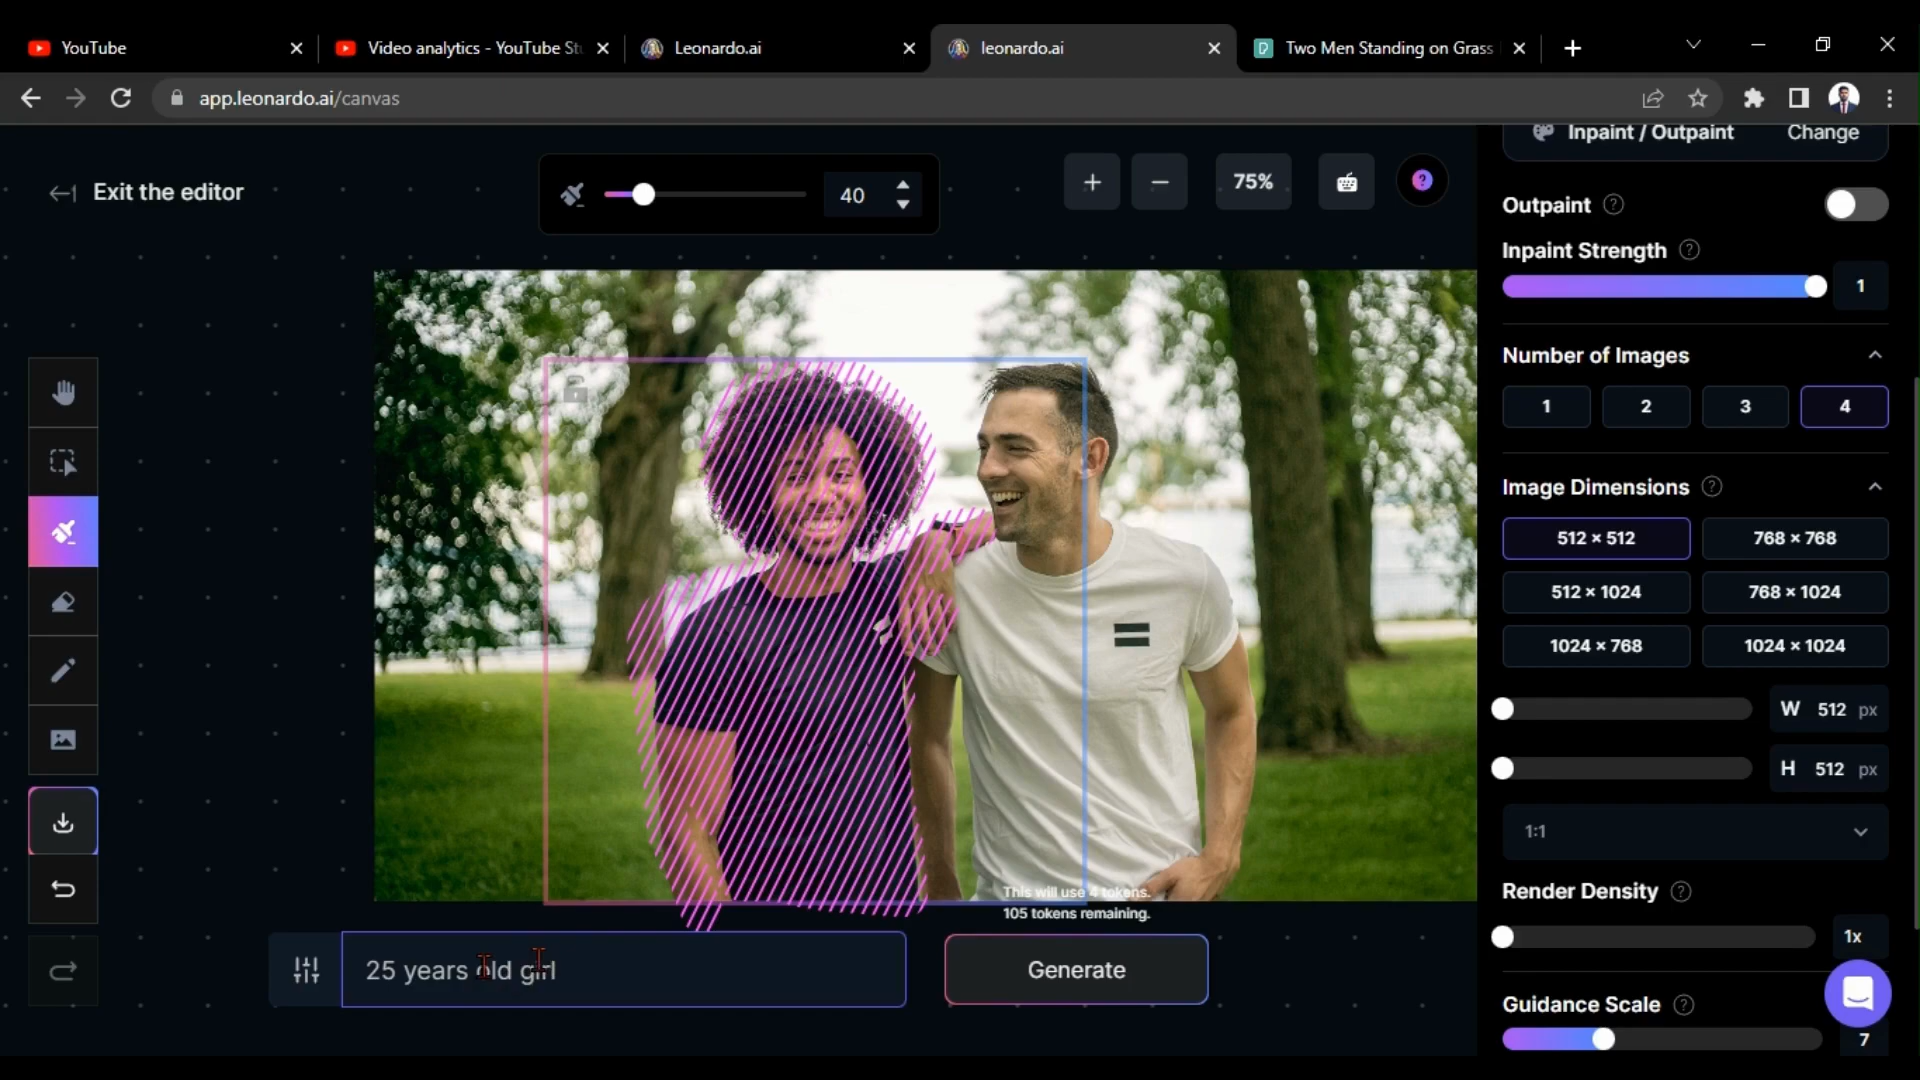 YouTube
Video analytics - YouTube Stu
Leonardo.ai
leonardo.ai
Two Men Standing on Grass
app.leonardo.ai/canvas
Exit the editor
40
75%
Inpaint / Outpaint
Change
Outpaint
Inpaint Strength
1
Number of Images
1
2
3
4
Image Dimensions
512 × 512
768 × 768
512 × 1024
768 × 1024
1024 × 768
1024 × 1024
W 512 px
H 512 px
1:1
Render Density
1x
Guidance Scale
7
This will use 4 tokens.
105 tokens remaining.
25 years old girl
Generate